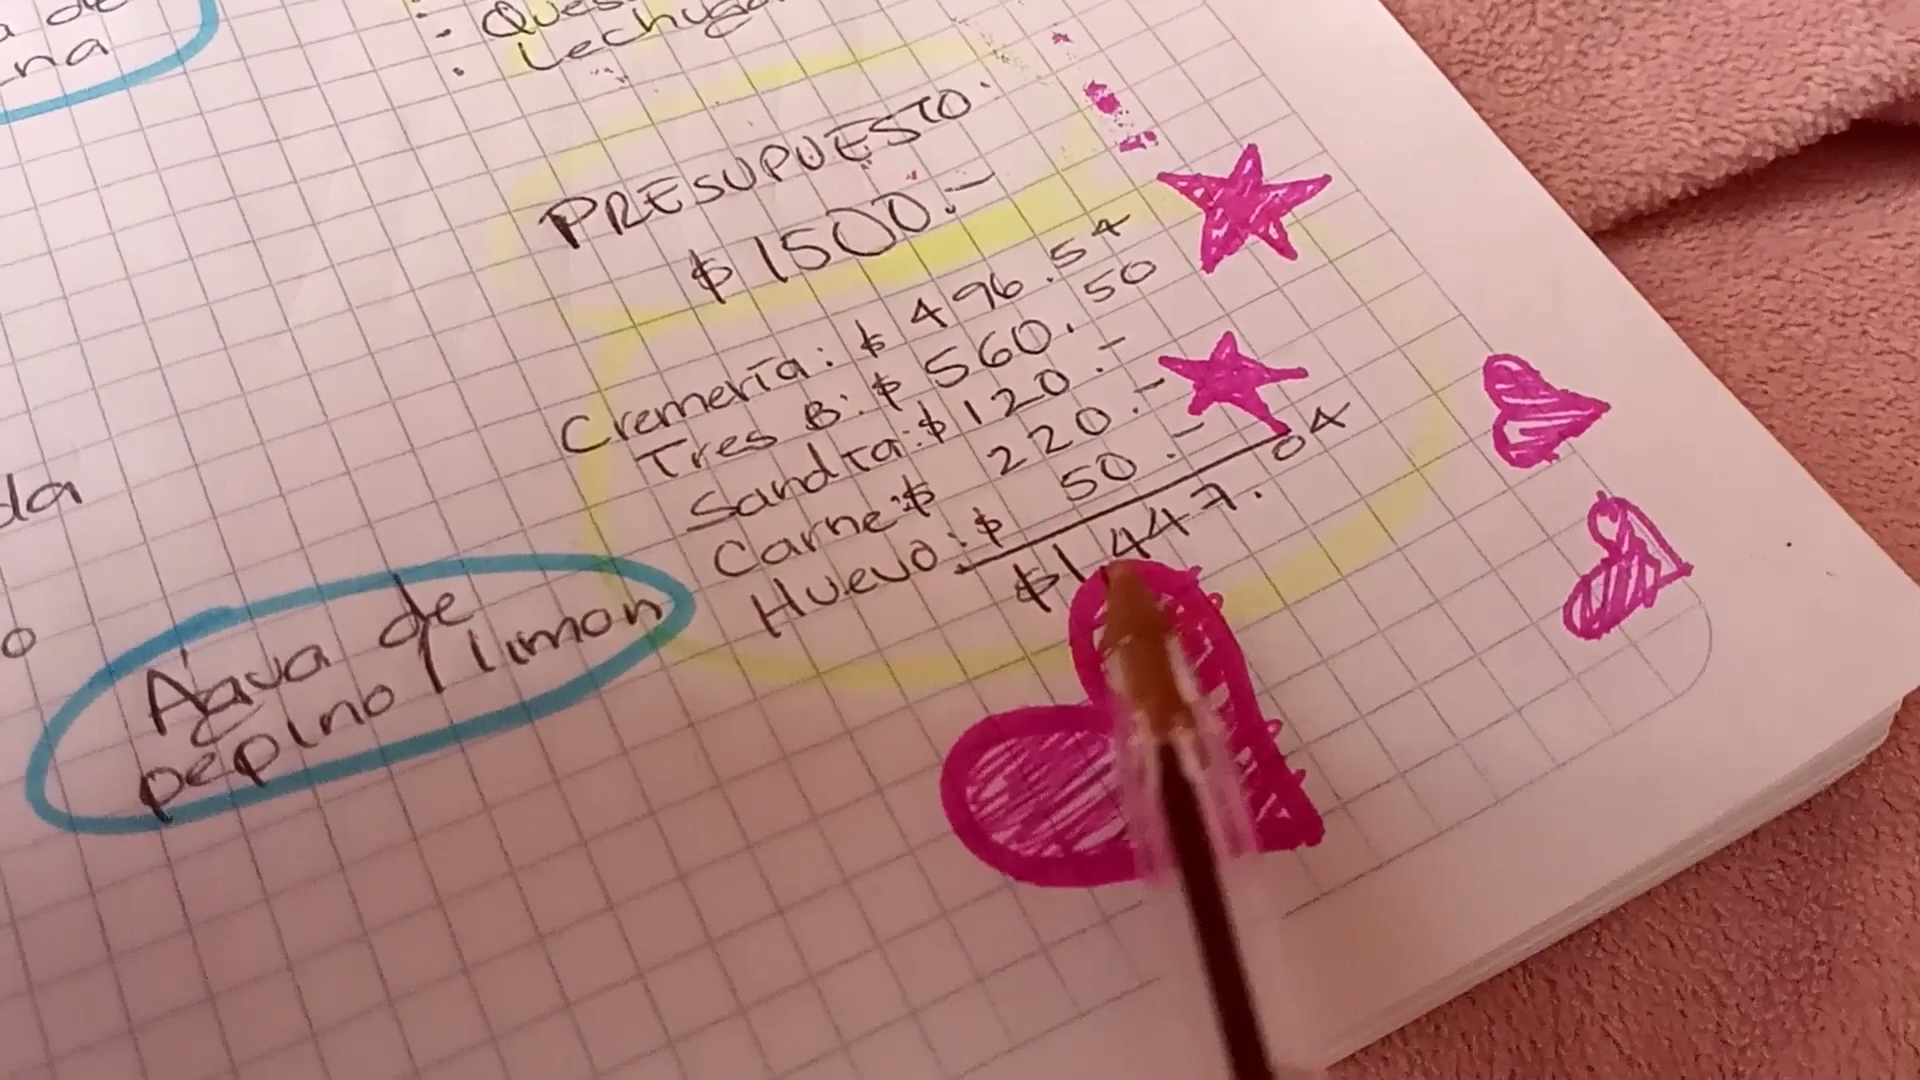 Lechuga
PRESUPUESTO.
$ 1500.-
Cremería: $ 496.54
Tres B: $ 560.50
Sandía: $ 120.-
Carne: $ 220.-
Huevo: $ 50.-
$1447.04
Agua de
pepino / limon